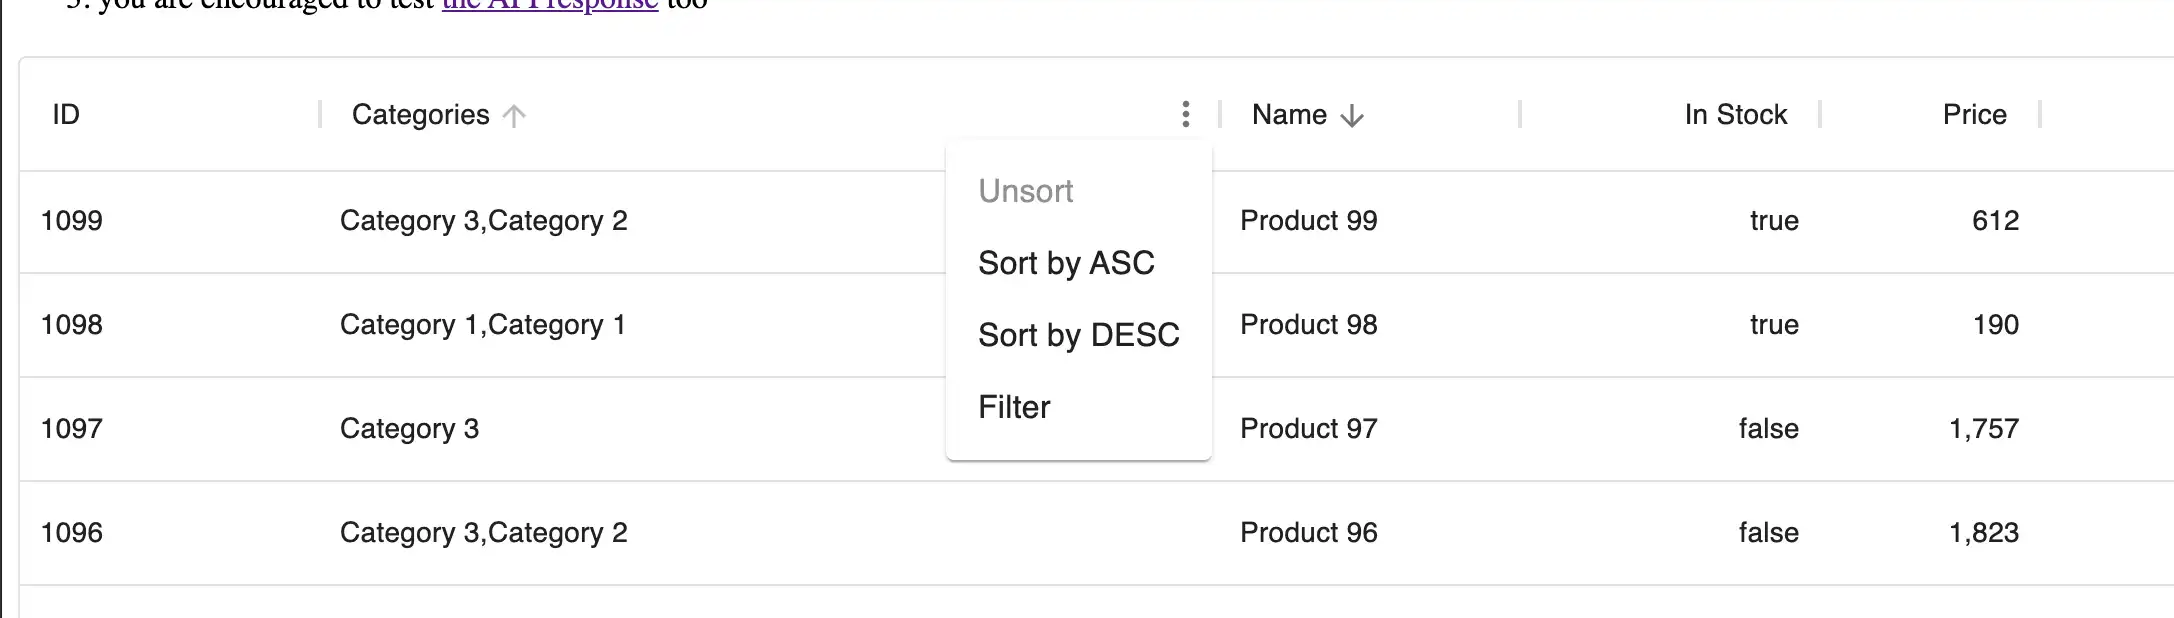 3. you are encouraged to test the API response too
ID Categories Name In Stock Price
Unsort
1099 Category 3,Category 2 Product 99 true 612
Sort by ASC
1098 Category 1,Category 1 Product 98 true 190
Sort by DESC
Filter
1097 Category 3 Product 97 false 1,757
1096 Category 3,Category 2 Product 96 false 1,823